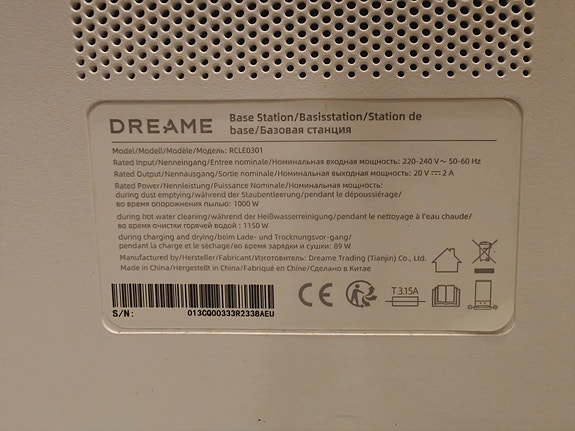 DREAME
Base Station/Basisstation/Station de
base/Базовая станция
Model/Modell/Modèle/Модель: RCLE0301
Rated Input/Nenneingang/Entree nominale/Номинальная входная мощность: 220-240 V~ 50-60 Hz
Rated Output/Nennausgang/Sortie nominale/Номинальная выходная мощность: 20 V⎓2 A
Rated Power/Nennleistung/Puissance Nominale/Номинальная мощность:
during dust emptying/während der Staubentleerung/pendant le dépoussiérage/
во время опорожнения пылью: 1000 W
during hot water cleaning/während der Heißwasserreinigung/pendant le nettoyage à l'eau chaude/
во время очистки горячей водой : 1150 W
during charging and drying/beim Lade- und Trocknungsvorgang/
pendant la charge et le séchage/во время зарядки и сушки: 89 W
Manufactured by/Hersteller/Fabricant/Изготовитель: Dreame Trading (Tianjin) Co., Ltd.
Made in China/Hergestellt in China/Fabriqué en Chine/Сделано в Китае
S/N: 013CQ00333R2338AEU
CE
T 3.15A